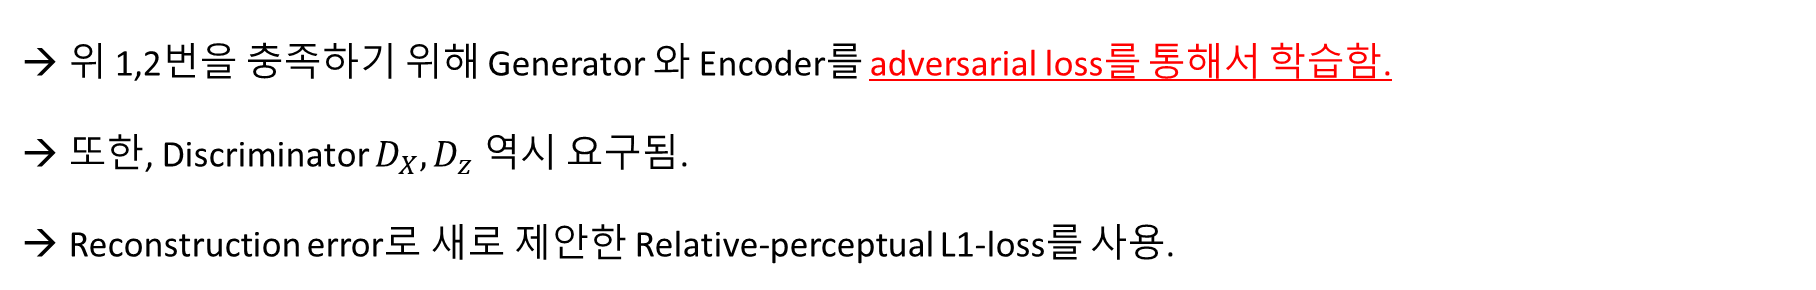 → 위 1,2번을 충족하기 위해 Generator 와 Encoder를 adversarial loss를 통해서 학습함.
→ 또한, Discriminator D_X, D_z 역시 요구됨.
→ Reconstruction error로 새로 제안한 Relative-perceptual L1-loss를 사용.